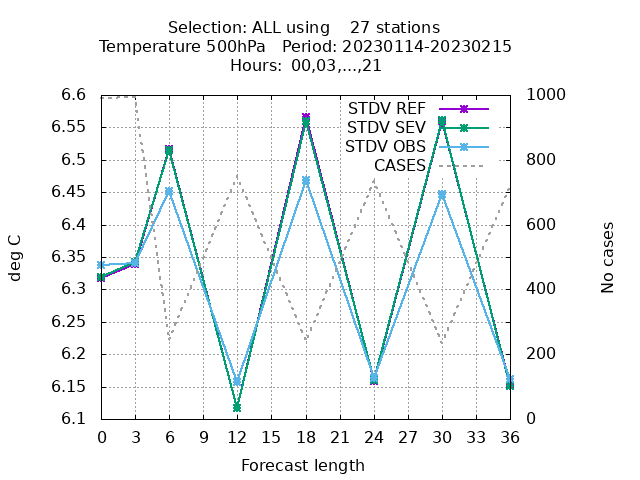 Selection: ALL using 27 stations
Temperature 500hPa Period: 20230114-20230215
Hours: 00,03,...,21
6.6
6.55
6.5
6.45
6.4
6.35
6.3
6.25
6.2
6.15
6.1
deg C
STDV REF
STDV SEV
STDV OBS
CASES
1000
800
600
400
200
0
No cases
0 3 6 9 12 15 18 21 24 27 30 33 36
Forecast length